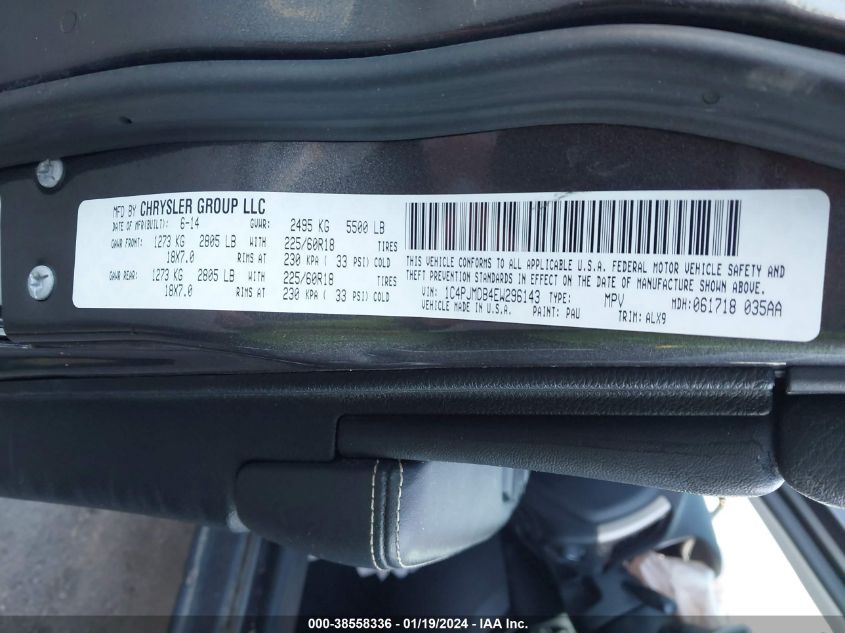 MFD BY CHRYSLER GROUP LLC
DATE OF MFR(BUILT): 6-14 GVWR: 2495 KG 5500 LB
GAWR FRONT: 1273 KG 2805 LB WITH 225/60R18 TIRES
18X7.0 RIMS AT 230 KPA ( 33 PSI) COLD
GAWR REAR: 1273 KG 2805 LB WITH 225/60R18 TIRES
18X7.0 RIMS AT 230 KPA ( 33 PSI) COLD
THIS VEHICLE CONFORMS TO ALL APPLICABLE U.S.A. FEDERAL MOTOR VEHICLE SAFETY AND
THEFT PREVENTION STANDARDS IN EFFECT ON THE DATE OF MANUFACTURE SHOWN ABOVE.
VIN: 1C4PJMDB4EW296143 TYPE: MPV MDH:061718 035AA
VEHICLE MADE IN U.S.A. PAINT: PAU TRIM: ALX9
000-38558336 - 01/19/2024 - IAA Inc.